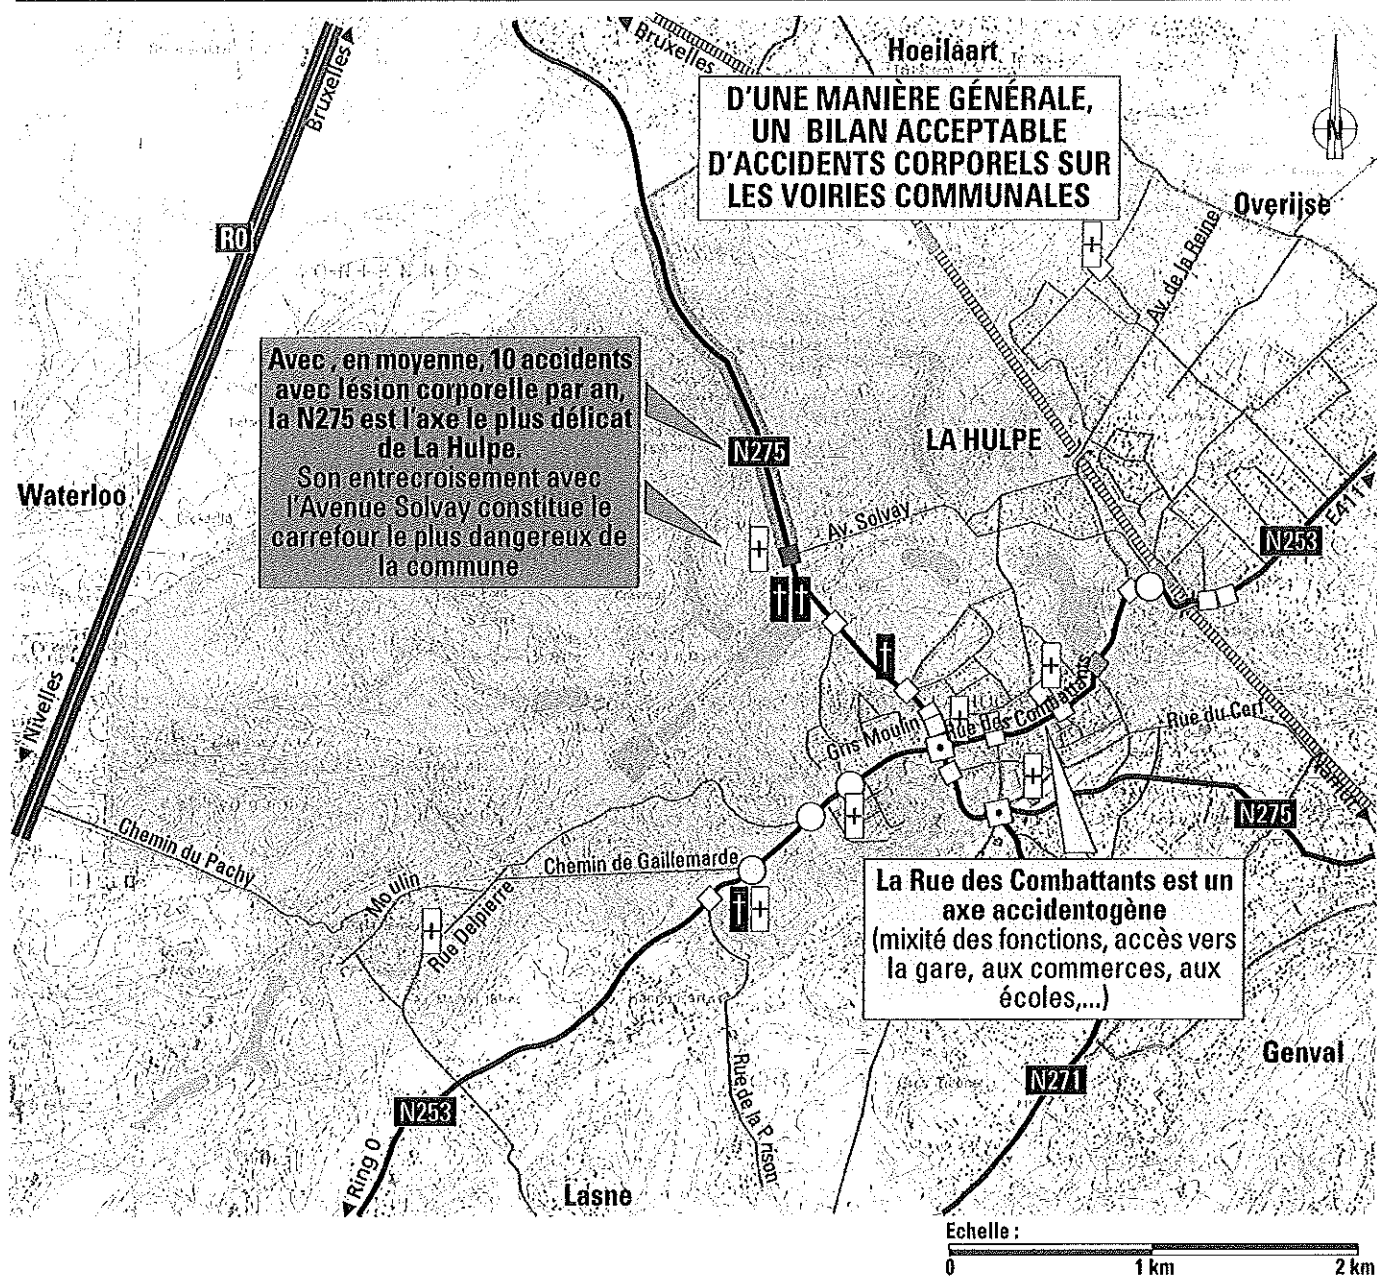 Bruxelles
Bruxelles
Hoeilaart
D'UNE MANIÈRE GÉNÉRALE,
UN BILAN ACCEPTABLE
D'ACCIDENTS CORPORELS SUR
LES VOIRIES COMMUNALES
N
Overijse
R0
Av. de la Reine
Avec, en moyenne, 10 accidents
avec lésion corporelle par an,
la N275 est l'axe le plus délicat
de La Hulpe.
Son entrecroisement avec
l'Avenue Solvay constitue le
carrefour le plus dangereux de
la commune
N275
LA HULPE
Waterloo
Av. Solvay
E411
N253
Nivelles
Gris Moulin
Rue des Combattants
Rue du Cerf
Namur
N275
Chemin du Pachy
Moulin
Chemin de Gaillemarde
Rue Delpierre
La Rue des Combattants est un
axe accidentogène
(mixité des fonctions, accès vers
la gare, aux commerces, aux
écoles,...)
Genval
N271
N253
Rue de la P rison
Ring 0
Lasne
Echelle :
0 1 km 2 km